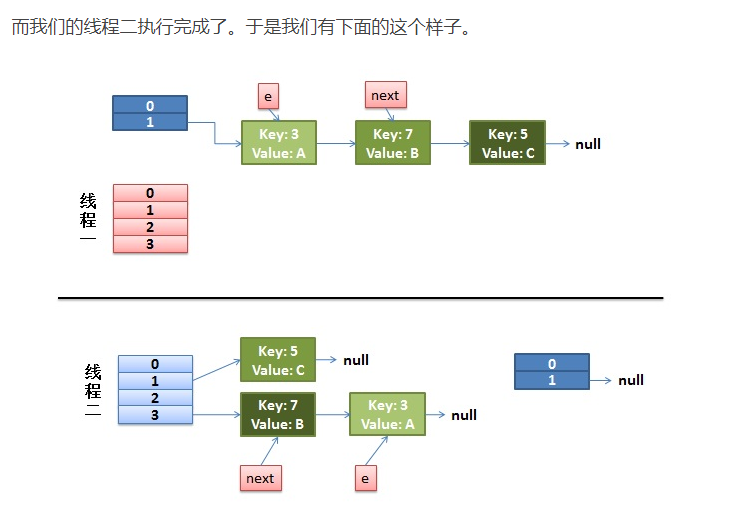 而我们的线程二执行完成了。于是我们有下面的这个样子。
e
next
0
1
Key: 3
Value: A
Key: 7
Value: B
Key: 5
Value: C
null
线程一
0
1
2
3
线程二
0
1
2
3
Key: 5
Value: C
null
0
1
null
Key: 7
Value: B
Key: 3
Value: A
null
next
e